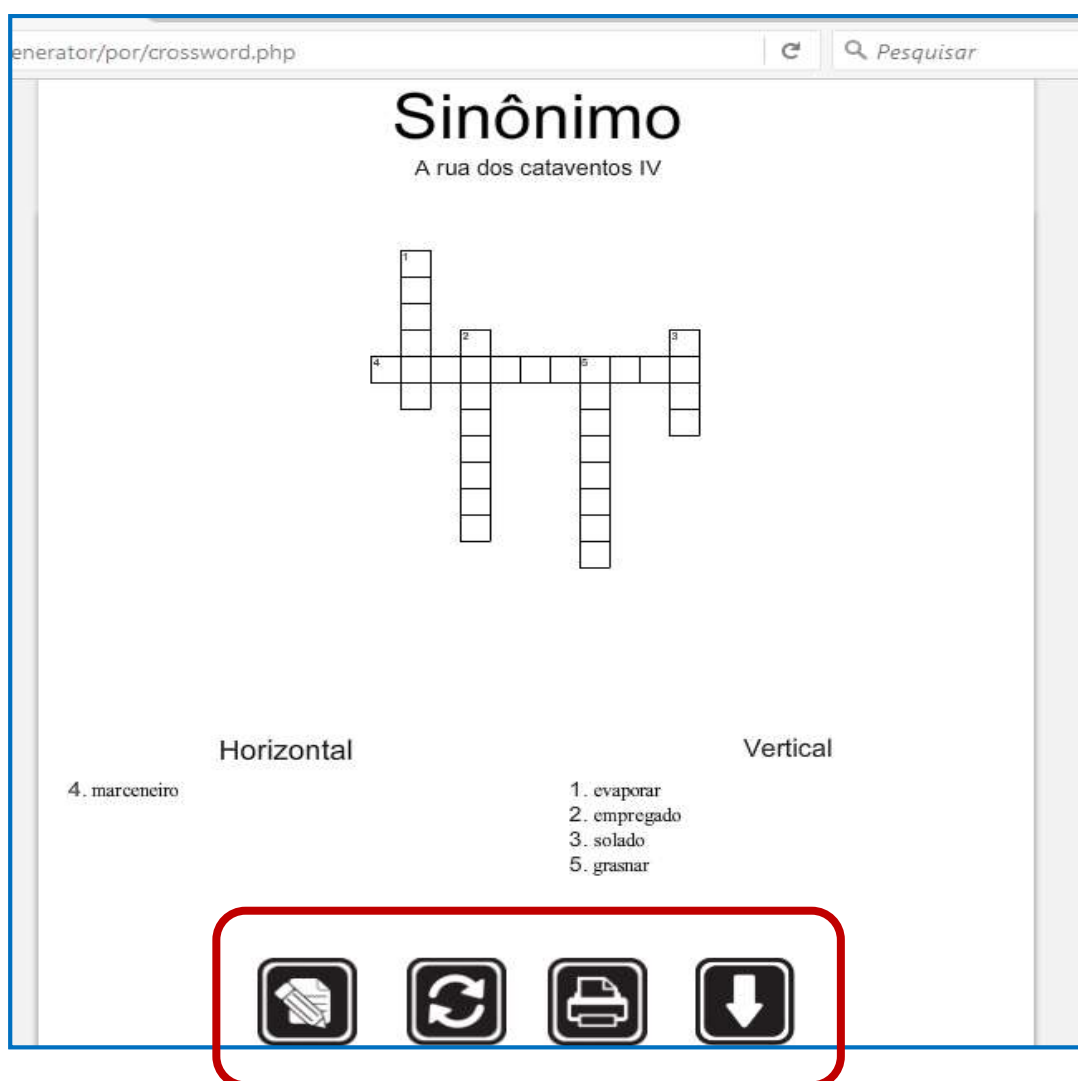 enerator/por/crossword.php
Pesquisar
Sinônimo
A rua dos cataventos IV
1
2
3
4
5
Horizontal
4. marceneiro
Vertical
1. evaporar
2. empregado
3. solado
5. grasnar